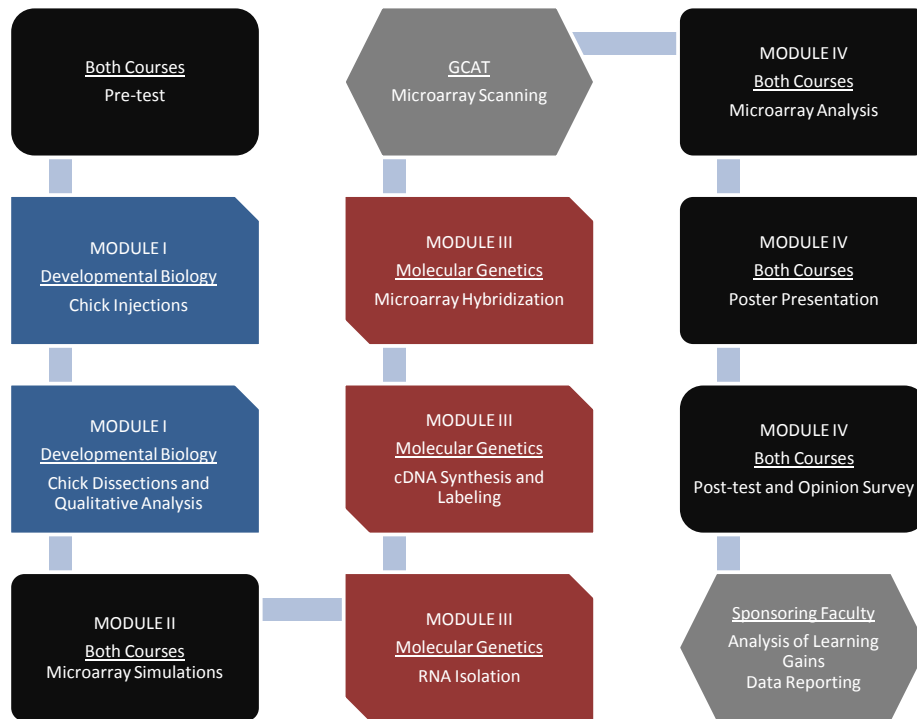 Both Courses
Pre-test
MODULE I
Developmental Biology
Chick Injections
MODULE I
Developmental Biology
Chick Dissections and
Qualitative Analysis
MODULE II
Both Courses
Microarray Simulations
MODULE III
Molecular Genetics
RNA Isolation
MODULE III
Molecular Genetics
cDNA Synthesis and
Labeling
MODULE III
Molecular Genetics
Microarray Hybridization
GCAT
Microarray Scanning
MODULE IV
Both Courses
Microarray Analysis
MODULE IV
Both Courses
Poster Presentation
MODULE IV
Both Courses
Post-test and Opinion Survey
Sponsoring Faculty
Analysis of Learning
Gains
Data Reporting